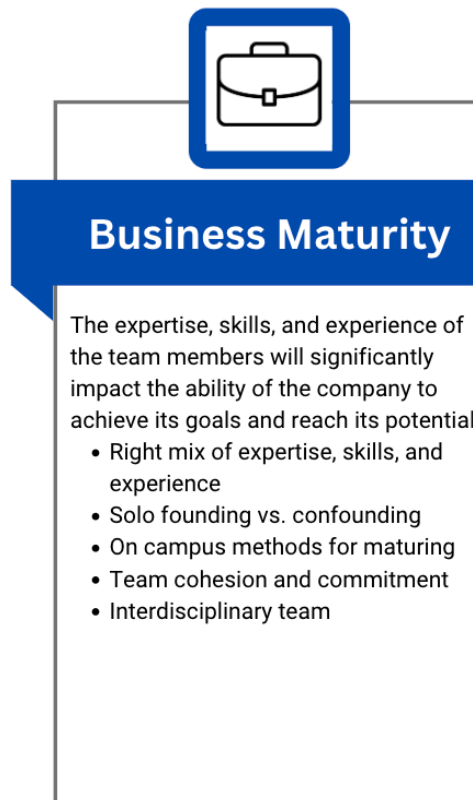 Business Maturity
The expertise, skills, and experience of
the team members will significantly
impact the ability of the company to
achieve its goals and reach its potential
• Right mix of expertise, skills, and
experience
• Solo founding vs. confounding
• On campus methods for maturing
• Team cohesion and commitment
• Interdisciplinary team